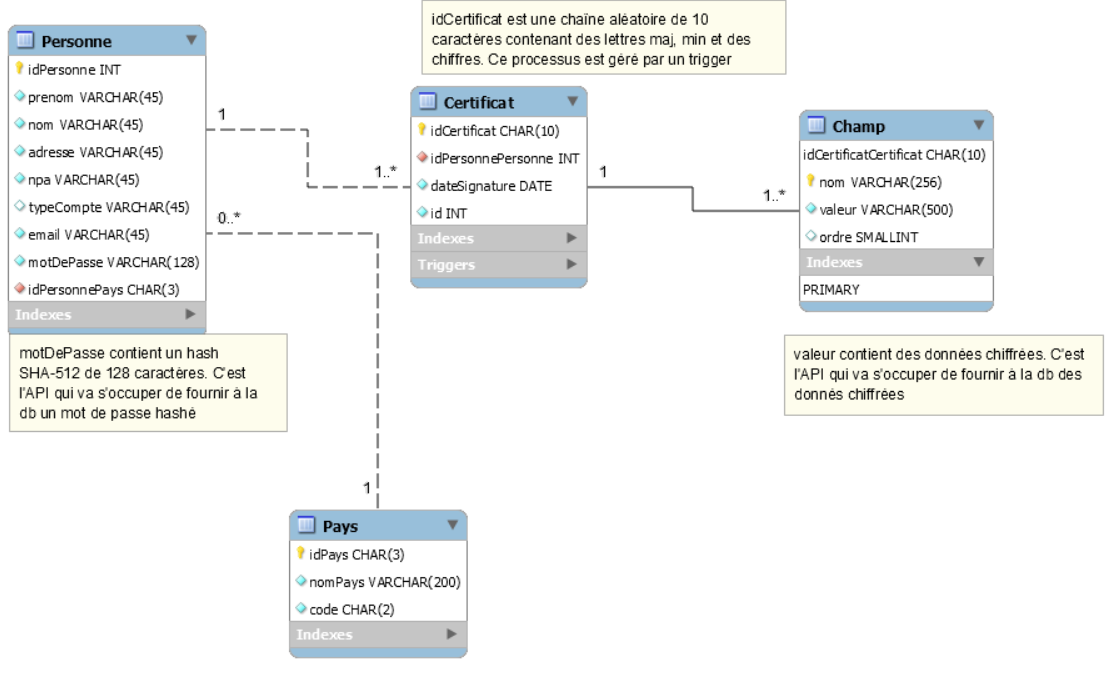 idCertificat est une chaîne aléatoire de 10
caractères contenant des lettres maj, min et des
chiffres. Ce processus est géré par un trigger
Personne
idPersonne INT
prenom VARCHAR(45)
nom VARCHAR(45)
adresse VARCHAR(45)
npa VARCHAR(45)
typeCompte VARCHAR(45)
email VARCHAR(45)
motDePasse VARCHAR(128)
idPersonnePays CHAR(3)
Indexes
1
1..*
0..*
1
Certificat
idCertificat CHAR(10)
idPersonnePersonne INT
dateSignature DATE
id INT
Indexes
Triggers
1
1..*
Champ
idCertificatCertificat CHAR(10)
nom VARCHAR(256)
valeur VARCHAR(500)
ordre SMALLINT
Indexes
PRIMARY
motDePasse contient un hash
SHA-512 de 128 caractères. C'est
l'API qui va s'occuper de fournir à la
db un mot de passe hashé
valeur contient des données chiffrées. C'est
l'API qui va s'occuper de fournir à la db des
donnés chiffrées
Pays
idPays CHAR(3)
nomPays VARCHAR(200)
code CHAR(2)
Indexes